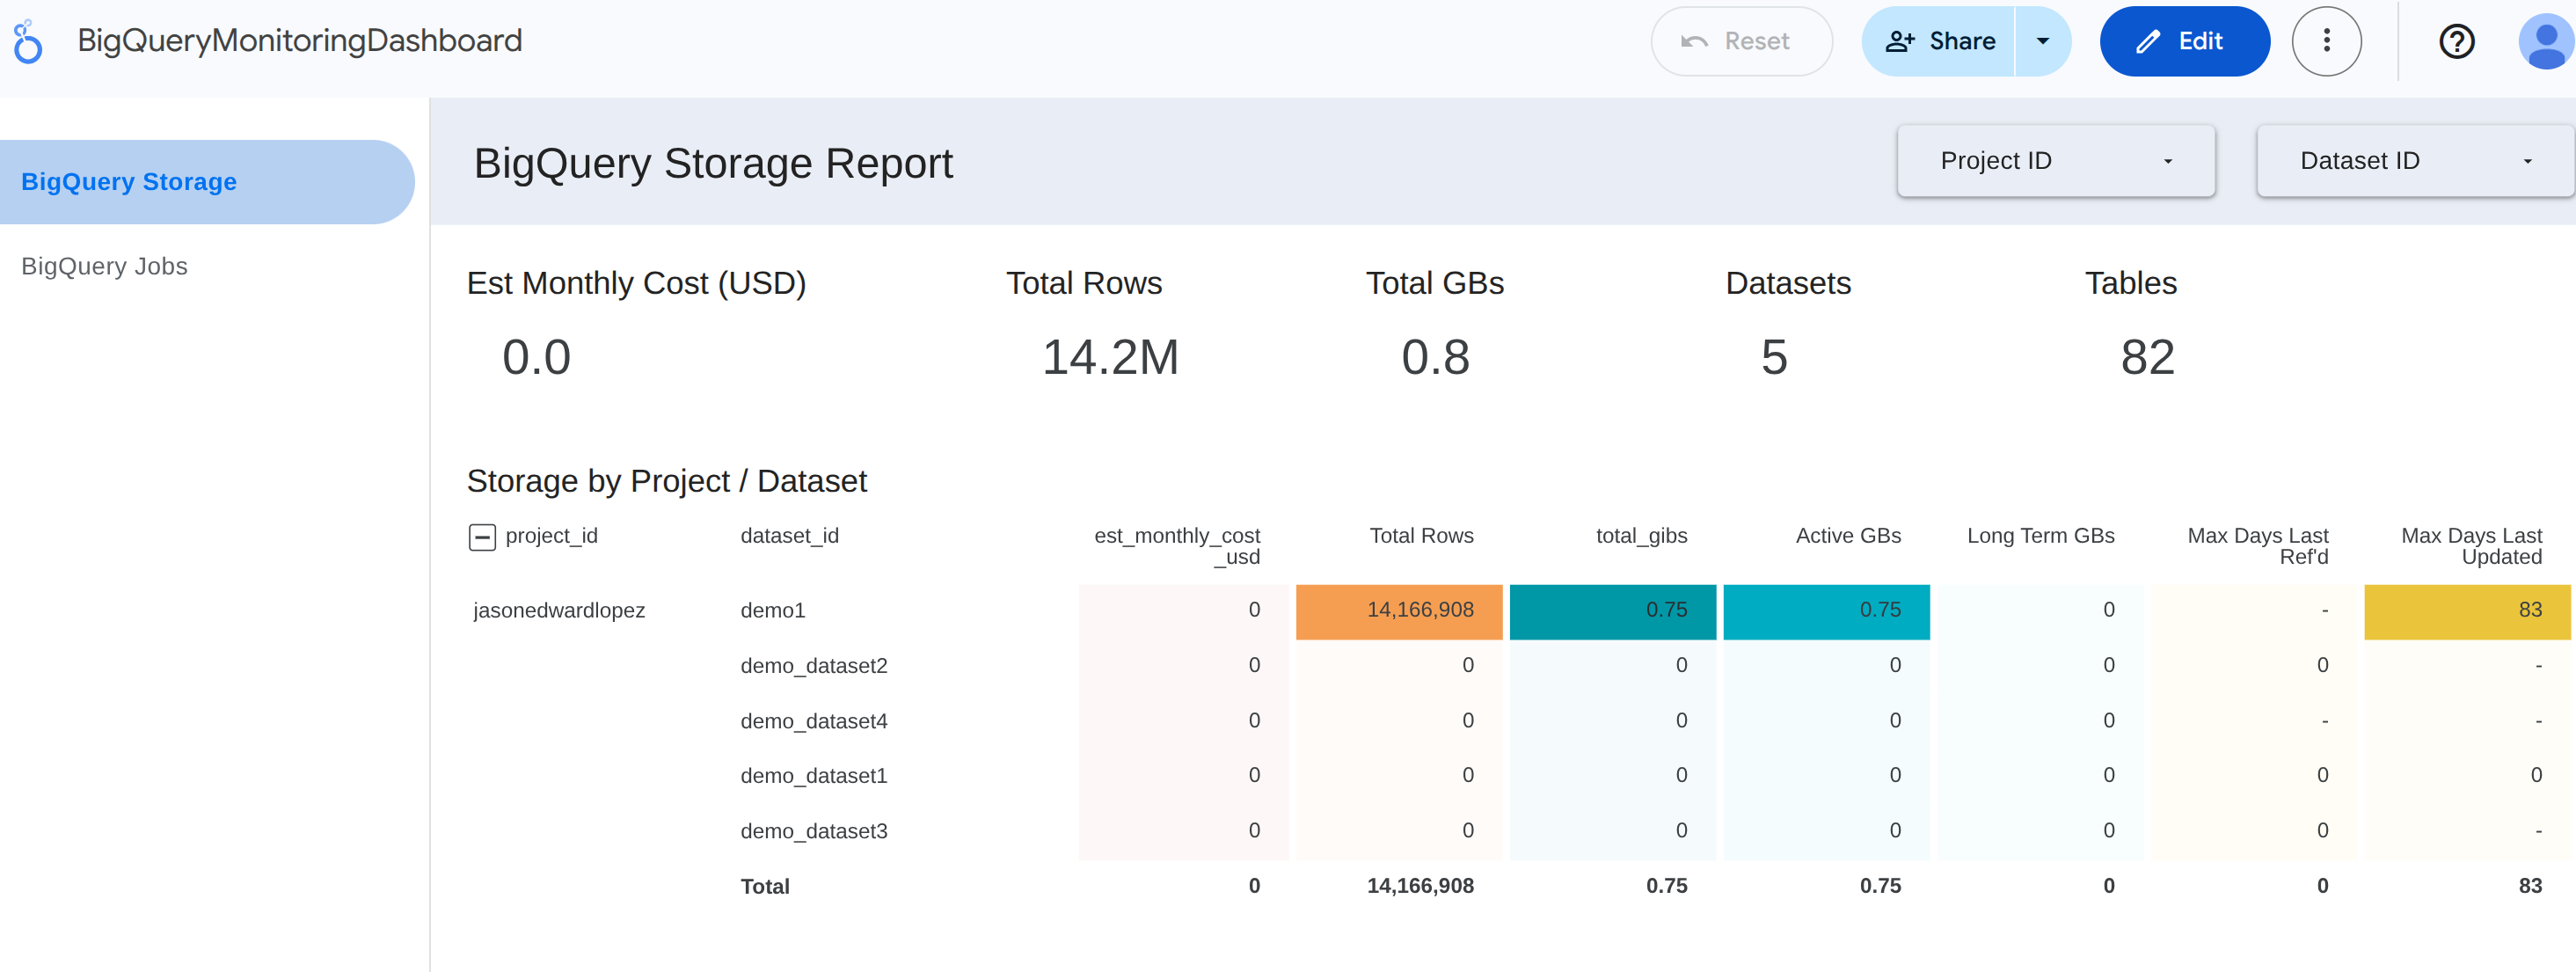 BigQueryMonitoringDashboard
Reset
Share
Edit
BigQuery Storage
BigQuery Jobs
BigQuery Storage Report
Project ID
Dataset ID
Est Monthly Cost (USD) Total Rows Total GBs Datasets Tables
0.0 14.2M 0.8 5 82
Storage by Project / Dataset
project_id dataset_id est_monthly_cost Total Rows total_gibs Active GBs Long Term GBs Max Days Last Max Days Last
_usd Ref'd Updated
jasonedwardlopez demo1 0 14,166,908 0.75 0.75 0 - 83
demo_dataset2 0 0 0 0 0 0 -
demo_dataset4 0 0 0 0 0 - -
demo_dataset1 0 0 0 0 0 0 0
demo_dataset3 0 0 0 0 0 0 -
Total 0 14,166,908 0.75 0.75 0 0 83